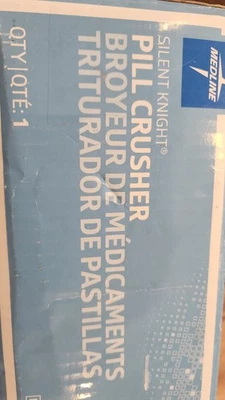 MEDLINE
SILENT KNIGHT®
PILL CRUSHER
BROYEUR DE MÉDICAMENTS
TRITURADOR DE PASTILLAS
QTY | QTÉ: 1